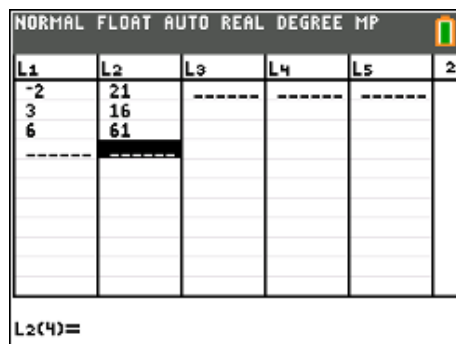 NORMAL FLOAT AUTO REAL DEGREE MP
L1 L2 L3 L4 L5 2
-2 21 ------ ------ ------
3 16
6 61
------ ------
L2(4)=